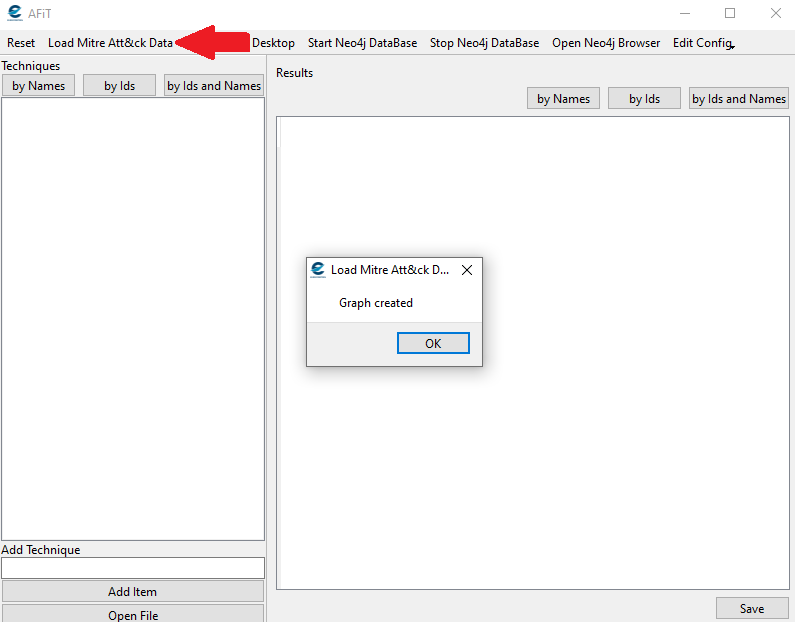 AFiT
Reset Load Mitre Att&ck Data Desktop Start Neo4j DataBase Stop Neo4j DataBase Open Neo4j Browser Edit Config
Techniques
by Names by Ids by Ids and Names
Results
by Names by Ids by Ids and Names
Load Mitre Att&ck D...
Graph created
OK
Add Technique
Add Item
Open File
Save